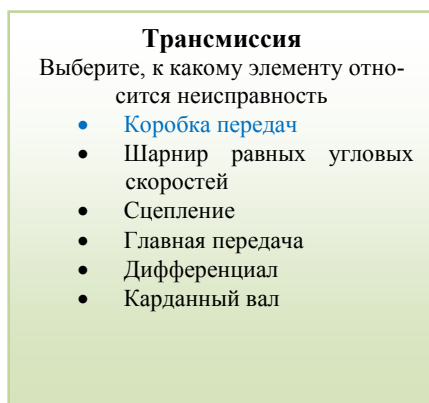 Трансмиссия
Выберите, к какому элементу отно-
сится неисправность
• Коробка передач
• Шарнир равных угловых
скоростей
• Сцепление
• Главная передача
• Дифференциал
• Карданный вал